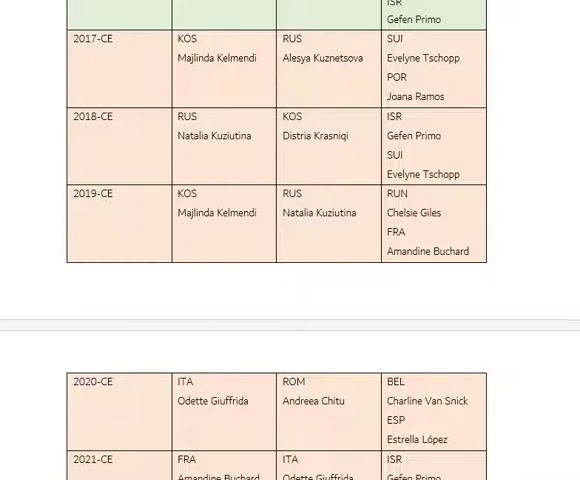 ISR
Gefen Primo
2017-CE
KOS
Majlinda Kelmendi
RUS
Alesya Kuznetsova
SUI
Evelyne Tschopp
POR
Joana Ramos
2018-CE
RUS
Natalia Kuziutina
KOS
Distria Krasniqi
ISR
Gefen Primo
SUI
Evelyne Tschopp
2019-CE
KOS
Majlinda Kelmendi
RUS
Natalia Kuziutina
RUN
Chelsie Giles
FRA
Amandine Buchard
2020-CE
ITA
Odette Giuffrida
ROM
Andreea Chitu
BEL
Charline Van Snick
ESP
Estrella López
2021-CE
FRA
Amandine Buchard
ITA
Odette Giuffrida
ISR
Gefen Primo